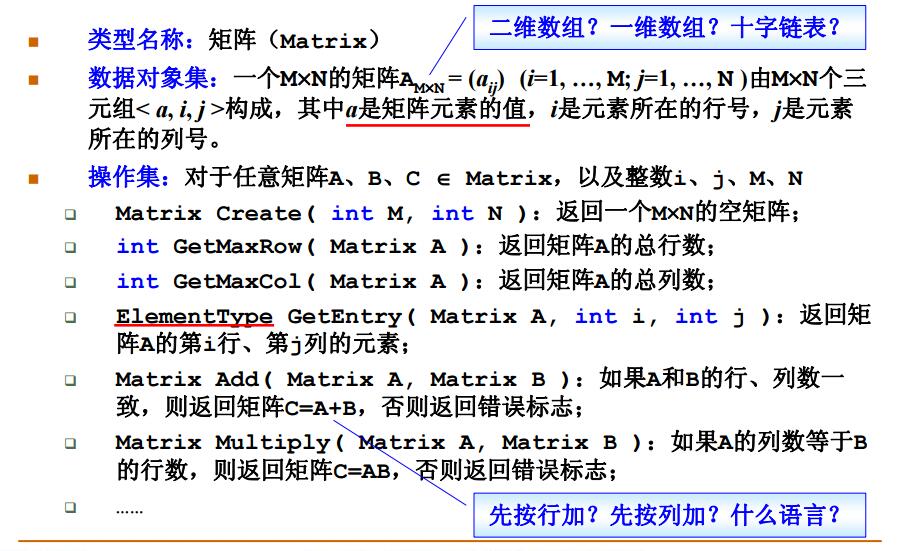 二维数组？一维数组？十字链表？
类型名称：矩阵（Matrix）
数据对象集：一个M×N的矩阵AM×N = (aij) (i=1, …, M; j=1, …, N )由M×N个三
元组< a, i, j >构成，其中a是矩阵元素的值，i是元素所在的行号，j是元素
所在的列号。
操作集：对于任意矩阵A、B、C ∈ Matrix，以及整数i、j、M、N
Matrix Create( int M, int N )：返回一个M×N的空矩阵；
int GetMaxRow( Matrix A )：返回矩阵A的总行数；
int GetMaxCol( Matrix A )：返回矩阵A的总列数；
ElementType GetEntry( Matrix A, int i, int j )：返回矩
阵A的第i行、第j列的元素；
Matrix Add( Matrix A, Matrix B )：如果A和B的行、列数一
致，则返回矩阵C=A+B，否则返回错误标志；
Matrix Multiply( Matrix A, Matrix B )：如果A的列数等于B
的行数，则返回矩阵C=AB，否则返回错误标志；
……
先按行加？先按列加？什么语言？